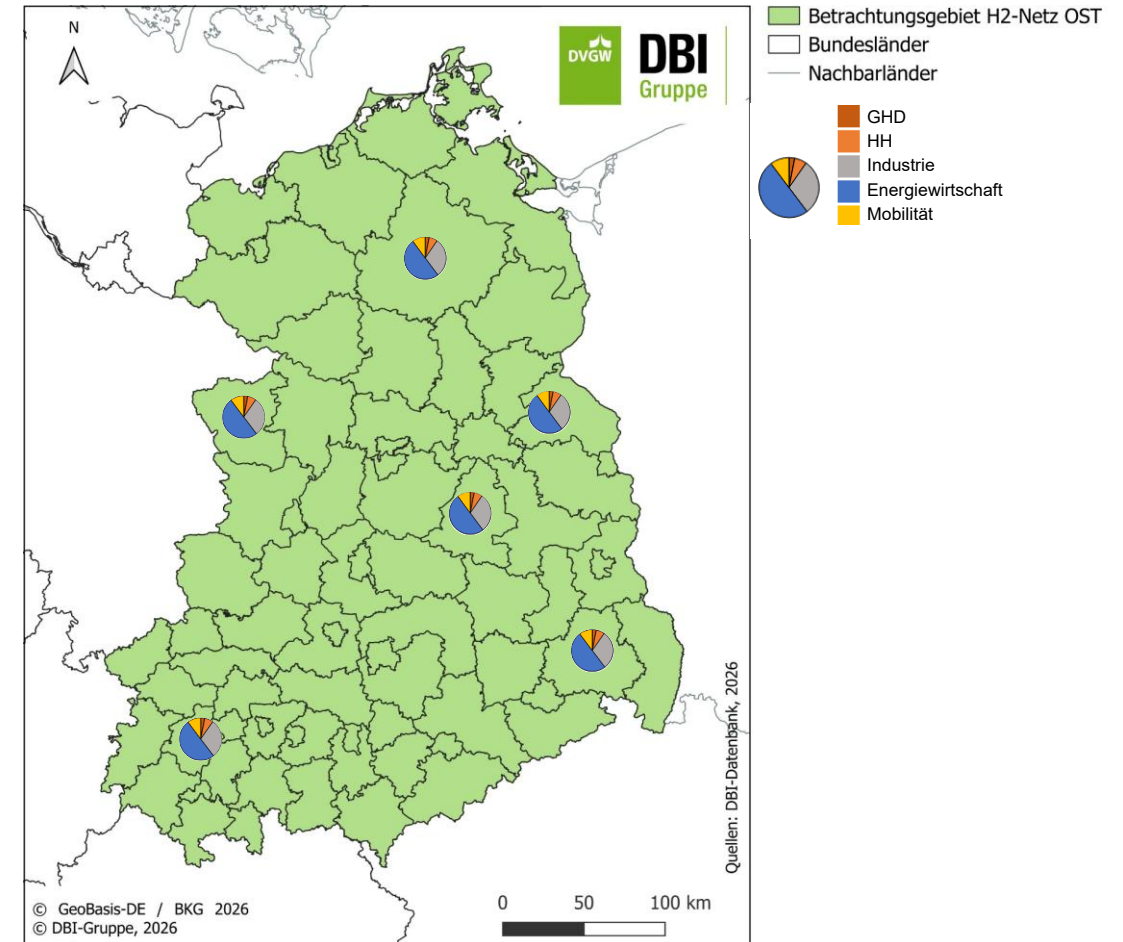 N
DVGW
DBI
Gruppe
Betrachtungsgebiet H2-Netz OST
Bundesländer
Nachbarländer
GHD
HH
Industrie
Energiewirtschaft
Mobilität
Quellen: DBI-Datenbank, 2026
© GeoBasis-DE / BKG 2026
© DBI-Gruppe, 2026
0 50 100 km